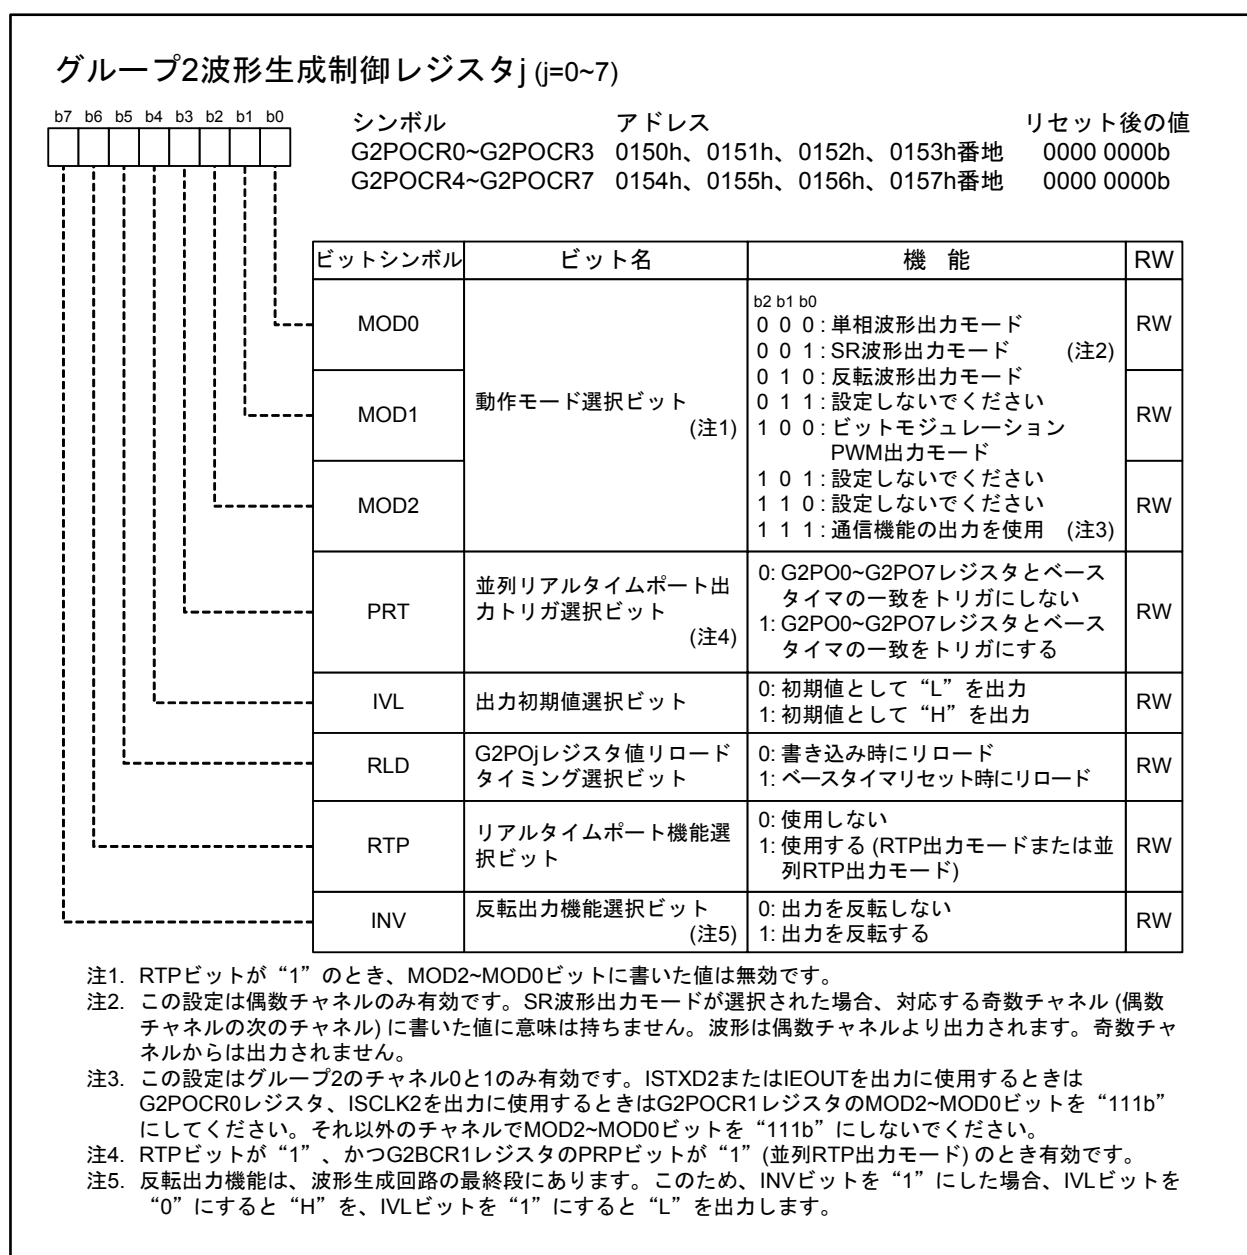 グループ2波形生成制御レジスタj (j=0~7)
b7 b6 b5 b4 b3 b2 b1 b0
シンボル アドレス リセット後の値
G2POCR0~G2POCR3 0150h、0151h、0152h、0153h番地 0000 0000b
G2POCR4~G2POCR7 0154h、0155h、0156h、0157h番地 0000 0000b
ビットシンボル ビット名 機 能 RW
MOD0
MOD1
MOD2
動作モード選択ビット
(注1)
b2 b1 b0
0 0 0 : 単相波形出力モード
0 0 1 : SR波形出力モード (注2)
0 1 0 : 反転波形出力モード
0 1 1 : 設定しないでください
1 0 0 : ビットモジュレーション
PWM出力モード
1 0 1 : 設定しないでください
1 1 0 : 設定しないでください
1 1 1 : 通信機能の出力を使用 (注3)
RW
RW
RW
PRT
並列リアルタイムポート出
力トリガ選択ビット
(注4)
0: G2PO0~G2PO7レジスタとベース
タイマの一致をトリガにしない
1: G2PO0~G2PO7レジスタとベース
タイマの一致をトリガにする
RW
IVL
出力初期値選択ビット
0: 初期値として“L”を出力
1: 初期値として“H”を出力
RW
RLD
G2POjレジスタ値リロード
タイミング選択ビット
0: 書き込み時にリロード
1: ベースタイマリセット時にリロード
RW
RTP
リアルタイムポート機能選
択ビット
0: 使用しない
1: 使用する (RTP出力モードまたは並
列RTP出力モード)
RW
INV
反転出力機能選択ビット
(注5)
0: 出力を反転しない
1: 出力を反転する
RW
注1. RTPビットが“1”のとき、MOD2~MOD0ビットに書いた値は無効です。
注2. この設定は偶数チャネルのみ有効です。SR波形出力モードが選択された場合、対応する奇数チャネル (偶数
チャネルの次のチャネル) に書いた値に意味は持ちません。波形は偶数チャネルより出力されます。奇数チャ
ネルからは出力されません。
注3. この設定はグループ2のチャネル0と1のみ有効です。ISTXD2またはIEOUTを出力に使用するときは
G2POCR0レジスタ、ISCLK2を出力に使用するときはG2POCR1レジスタのMOD2~MOD0ビットを“111b”
にしてください。それ以外のチャネルでMOD2~MOD0ビットを“111b”にしないでください。
注4. RTPビットが“1”、かつG2BCR1レジスタのPRPビットが“1”(並列RTP出力モード) のとき有効です。
注5. 反転出力機能は、波形生成回路の最終段にあります。このため、INVビットを“1”にした場合、IVLビットを
“0”にすると“H”を、IVLビットを“1”にすると“L”を出力します。